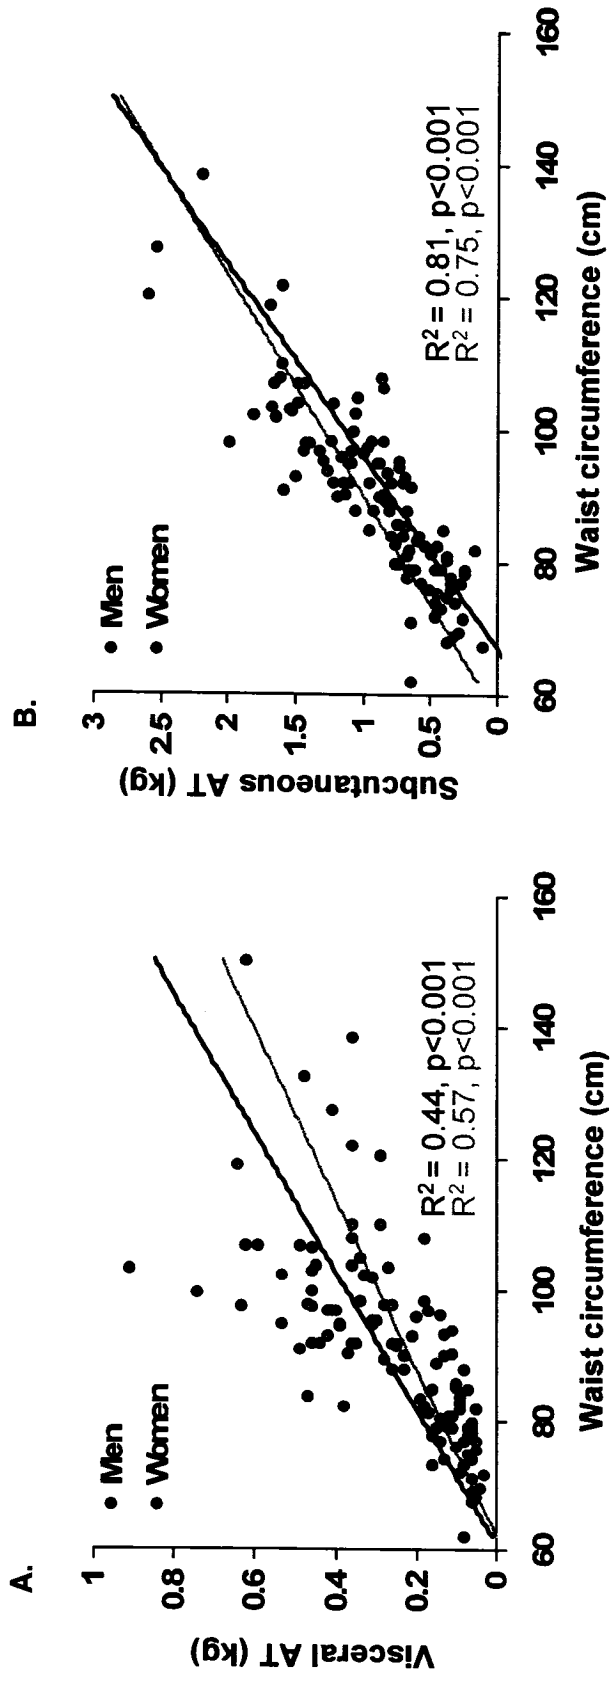 A.
Visceral AT (kg)
1
0.8
0.6
0.4
0.2
0
Men
Women
R² = 0.44, p<0.001
R² = 0.57, p<0.001
60
80
100
120
140
160
Waist circumference (cm)
B.
Subcutaneous AT (kg)
3
2.5
2
1.5
1
0.5
0
Men
Women
R² = 0.81, p<0.001
R² = 0.75, p<0.001
60
80
100
120
140
160
Waist circumference (cm)